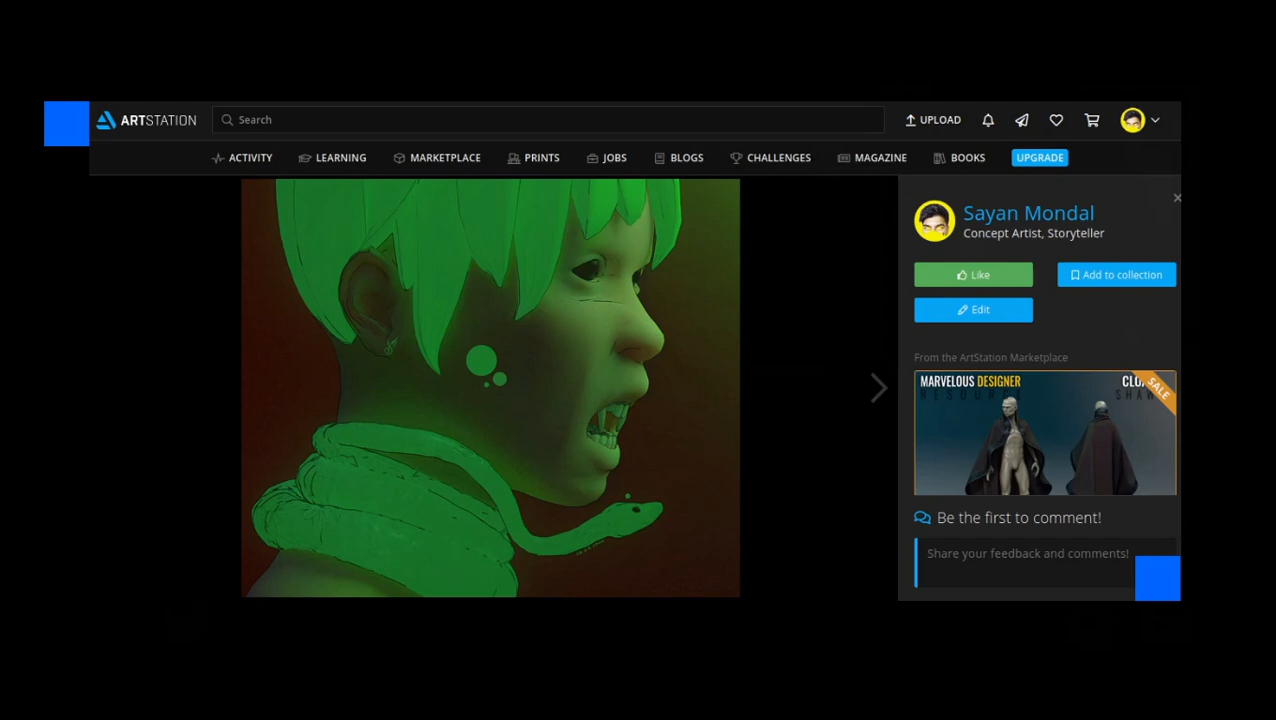 ARTSTATION
Search
UPLOAD
ACTIVITY
LEARNING
MARKETPLACE
PRINTS
JOBS
BLOGS
CHALLENGES
MAGAZINE
BOOKS
UPGRADE
Sayan Mondal
Concept Artist, Storyteller
Like
Add to collection
Edit
From the ArtStation Marketplace
MARVELOUS DESIGNER
RESOURCE
SALE
Be the first to comment!
Share your feedback and comments!